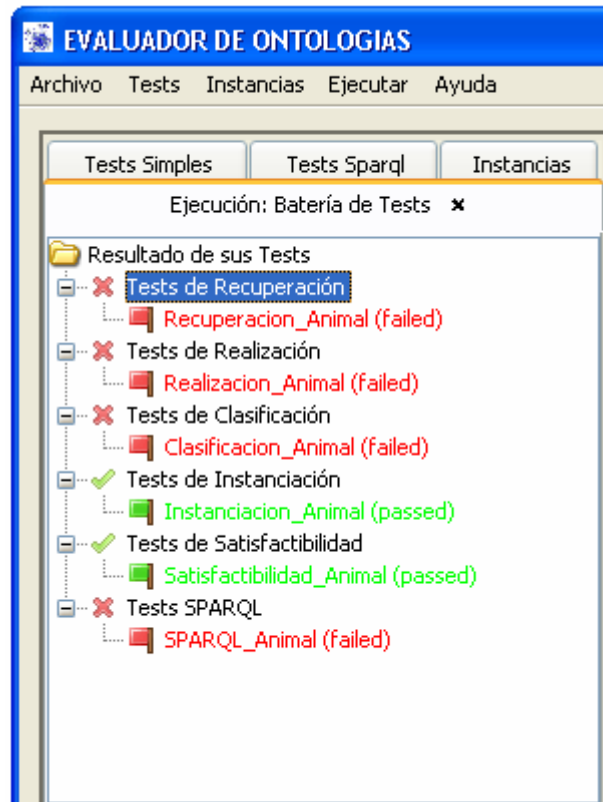 EVALUADOR DE ONTOLOGIAS
Archivo Tests Instancias Ejecutar Ayuda
Tests Simples Tests Sparql Instancias
Ejecución: Batería de Tests
Resultado de sus Tests
Tests de Recuperación
Recuperacion_Animal (failed)
Tests de Realización
Realizacion_Animal (failed)
Tests de Clasificación
Clasificacion_Animal (failed)
Tests de Instanciación
Instanciacion_Animal (passed)
Tests de Satisfactibilidad
Satisfactibilidad_Animal (passed)
Tests SPARQL
SPARQL_Animal (failed)